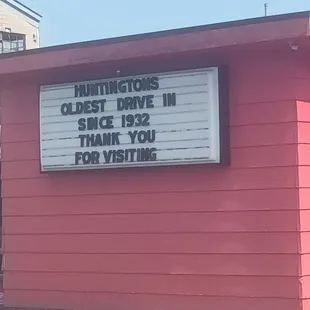 HUNTINGTONS
OLDEST DRIVE IN
SINCE 1932
THANK YOU
FOR VISITING